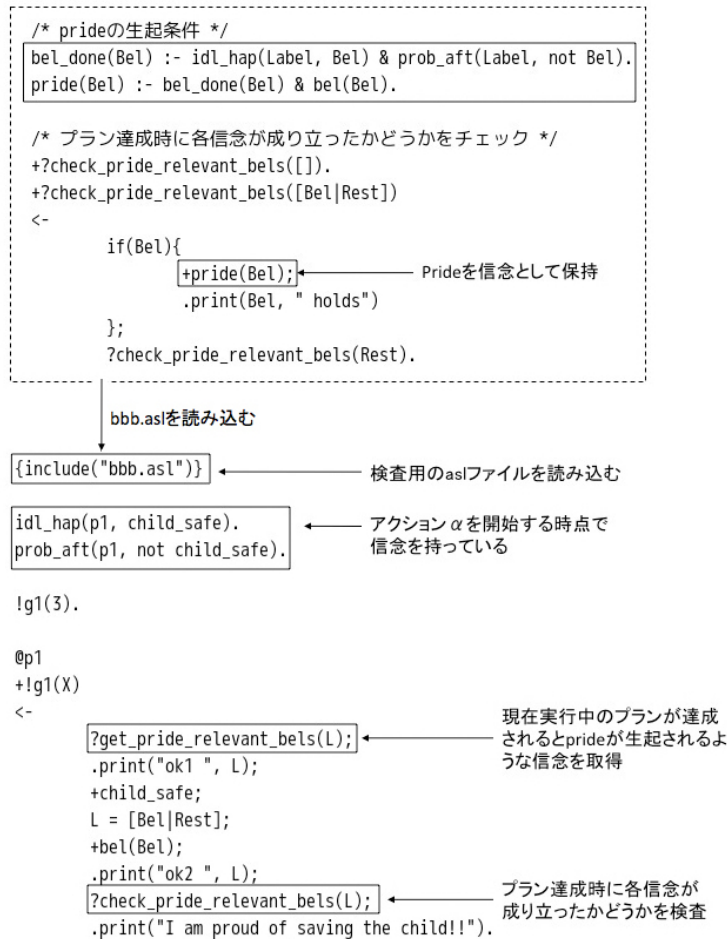 /* prideの生起条件 */
bel_done(Bel) :- idl_hap(Label, Bel) & prob_aft(Label, not Bel).
pride(Bel) :- bel_done(Bel) & bel(Bel).
/* プラン達成時に各信念が成り立ったかどうかをチェック */
+?check_pride_relevant_bels([]).
+?check_pride_relevant_bels([Bel|Rest])
<-
if(Bel){
+pride(Bel);
Prideを信念として保持
.print(Bel, " holds")
};
?check_pride_relevant_bels(Rest).
bbb.aslを読み込む
{include("bbb.asl")}
検査用のaslファイルを読み込む
idl_hap(p1, child_safe).
prob_aft(p1, not child_safe).
アクションαを開始する時点で
信念を持っている
!g1(3).
@p1
+!g1(X)
<-
?get_pride_relevant_bels(L);
現在実行中のプランが達成
されるとprideが生起されるよ
うな信念を取得
.print("ok1 ", L);
+child_safe;
L = [Bel|Rest];
+bel(Bel);
.print("ok2 ", L);
?check_pride_relevant_bels(L);
プラン達成時に各信念が
成り立ったかどうかを検査
.print("I am proud of saving the child!!").